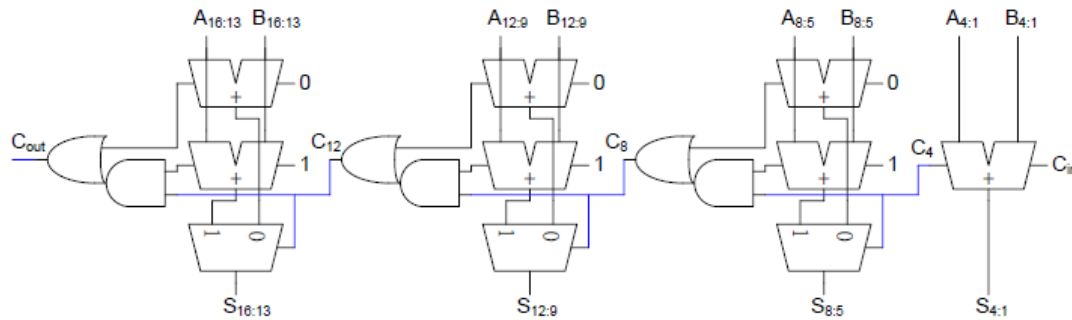 A16:13 B16:13 A12:9 B12:9 A8:5 B8:5 A4:1 B4:1
0 0 0
+ + +
Cout C12 C8 C4
1 1 1 Cin
+ + + +
1 0 1 0 1 0
S16:13 S12:9 S8:5 S4:1